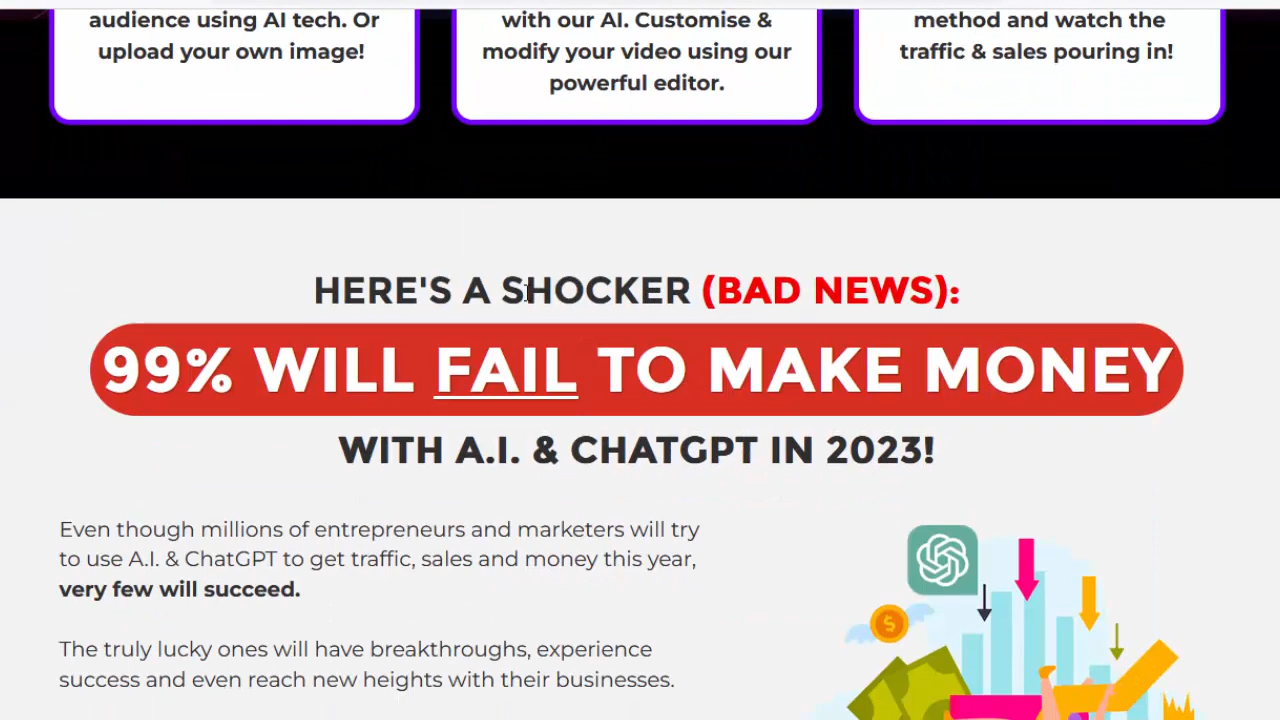 audience using AI tech. Or
upload your own image!
with our AI. Customise &
modify your video using our
powerful editor.
method and watch the
traffic & sales pouring in!
HERE'S A SHOCKER (BAD NEWS):
99% WILL FAIL TO MAKE MONEY
WITH A.I. & CHATGPT IN 2023!
Even though millions of entrepreneurs and marketers will try
to use A.I. & ChatGPT to get traffic, sales and money this year,
very few will succeed.
The truly lucky ones will have breakthroughs, experience
success and even reach new heights with their businesses.
$